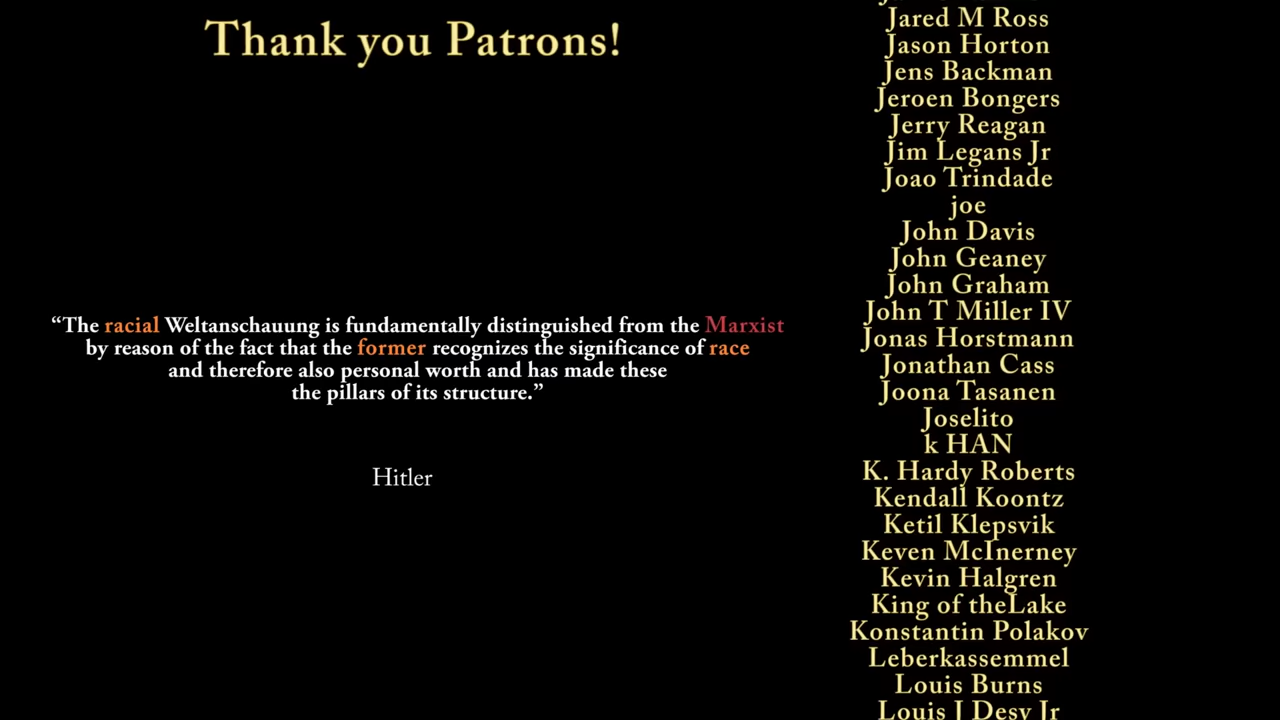 Thank you Patrons!
“The racial Weltanschauung is fundamentally distinguished from the Marxist
by reason of the fact that the former recognizes the significance of race
and therefore also personal worth and has made these
the pillars of its structure.”
Hitler
Jared M Ross
Jason Horton
Jens Backman
Jeroen Bongers
Jerry Reagan
Jim Legans Jr
Joao Trindade
joe
John Davis
John Geaney
John Graham
John T Miller IV
Jonas Horstmann
Jonathan Cass
Joona Tasanen
Joselito
k HAN
K. Hardy Roberts
Kendall Koontz
Ketil Klepsvik
Keven McInerney
Kevin Halgren
King of theLake
Konstantin Polakov
Leberkassemmel
Louis Burns
Louis J Desy Jr